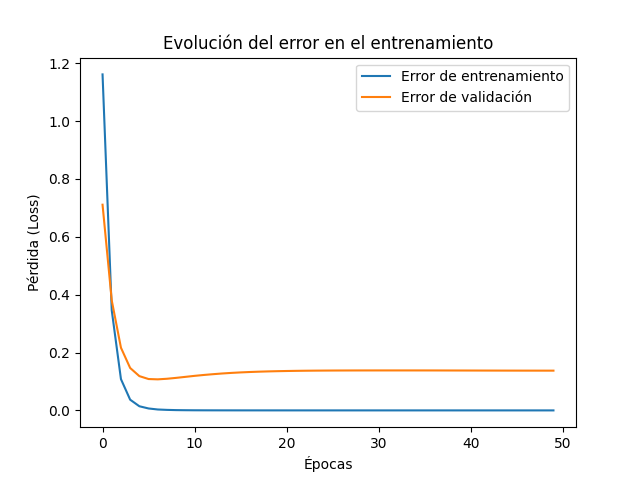 Evolución del error en el entrenamiento
Error de entrenamiento
Error de validación
Pérdida (Loss)
1.2
1.0
0.8
0.6
0.4
0.2
0.0
0 10 20 30 40 50
Épocas